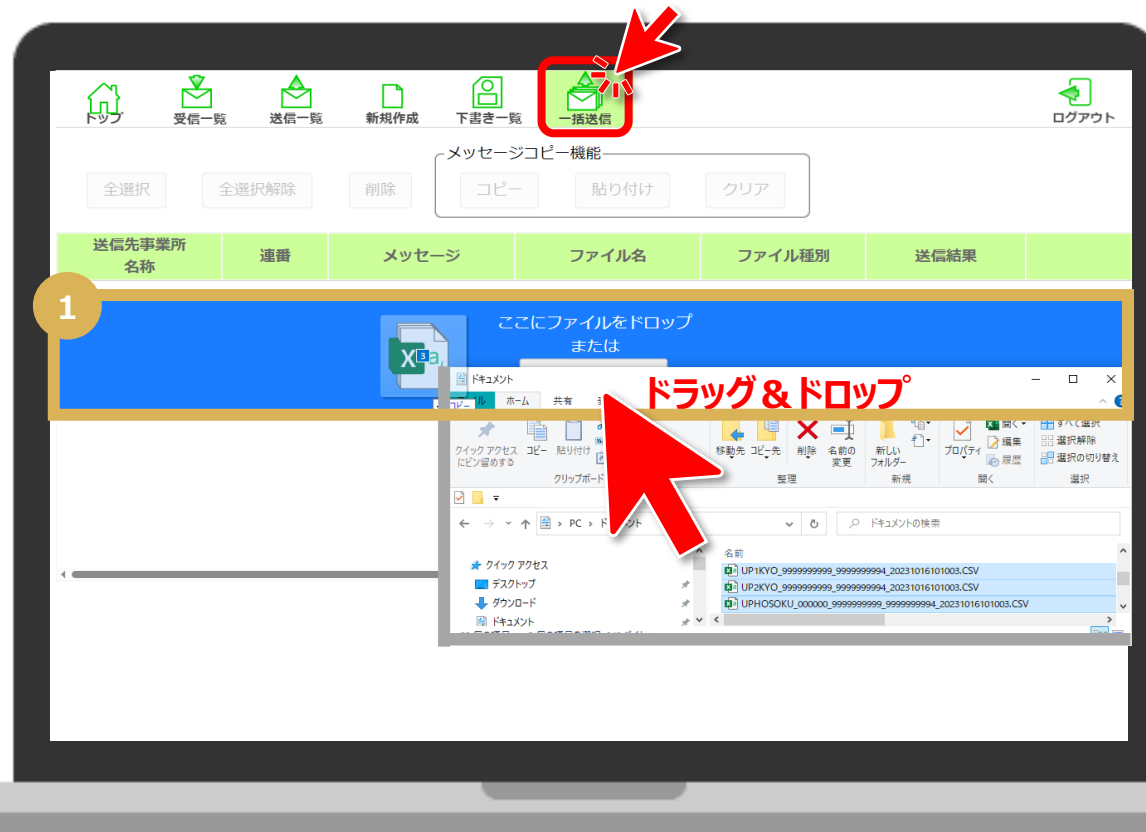 トップ
受信一覧
送信一覧
新規作成
下書き一覧
一括送信
ログアウト
メッセージコピー機能
全選択
全選択解除
削除
コピー
貼り付け
クリア
送信先事業所
名称
連番
メッセージ
ファイル名
ファイル種別
送信結果
1
ここにファイルをドロップ
または
ドラッグ&ドロップ
ドキュメント
ホーム
共有
クイック アクセス
にピン留めする
コピー
貼り付け
クリップボード
移動先
コピー先
削除
名前の
変更
整理
新しい
フォルダー
新規
プロパティ
開く
編集
履歴
開く
すべて選択
選択解除
選択の切り替え
選択
PC
ドキュメントの検索
クイック アクセス
デスクトップ
ダウンロード
ドキュメント
名前
UP1KYO_9999999999_9999999994_20231016101003.CSV
UP2KYO_9999999999_9999999994_20231016101003.CSV
UPHOSOKU_000000_9999999999_9999999994_20231016101003.CSV